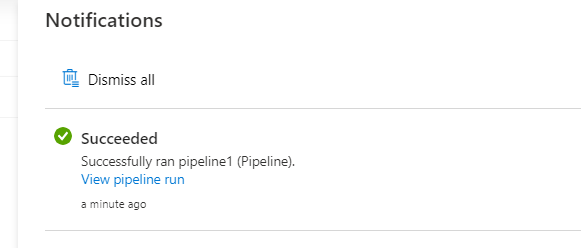 Notifications
Dismiss all
Succeeded
Successfully ran pipeline1 (Pipeline).
View pipeline run
a minute ago